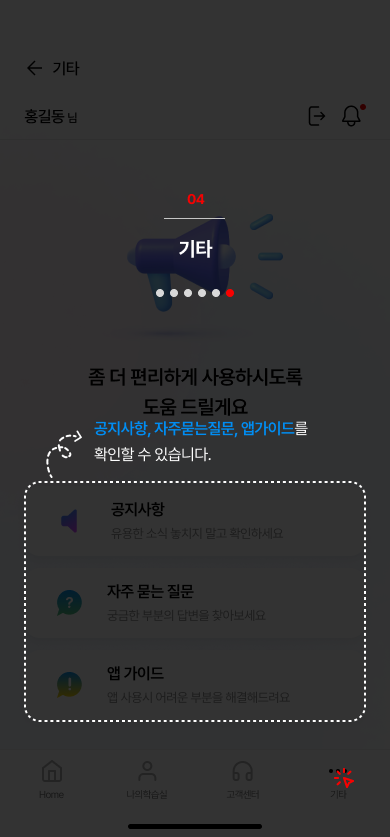 기타
홍길동 님
04
기타
좀 더 편리하게 사용하시도록
도움 드릴게요
공지사항, 자주묻는질문, 앱가이드를
확인할 수 있습니다.
공지사항
유용한 소식 놓치지 말고 확인하세요
?
자주 묻는 질문
궁금한 부분의 답변을 찾아보세요
!
앱 가이드
앱 사용시 어려운 부분을 해결해드려요
Home
나의학습실
고객센터
기타